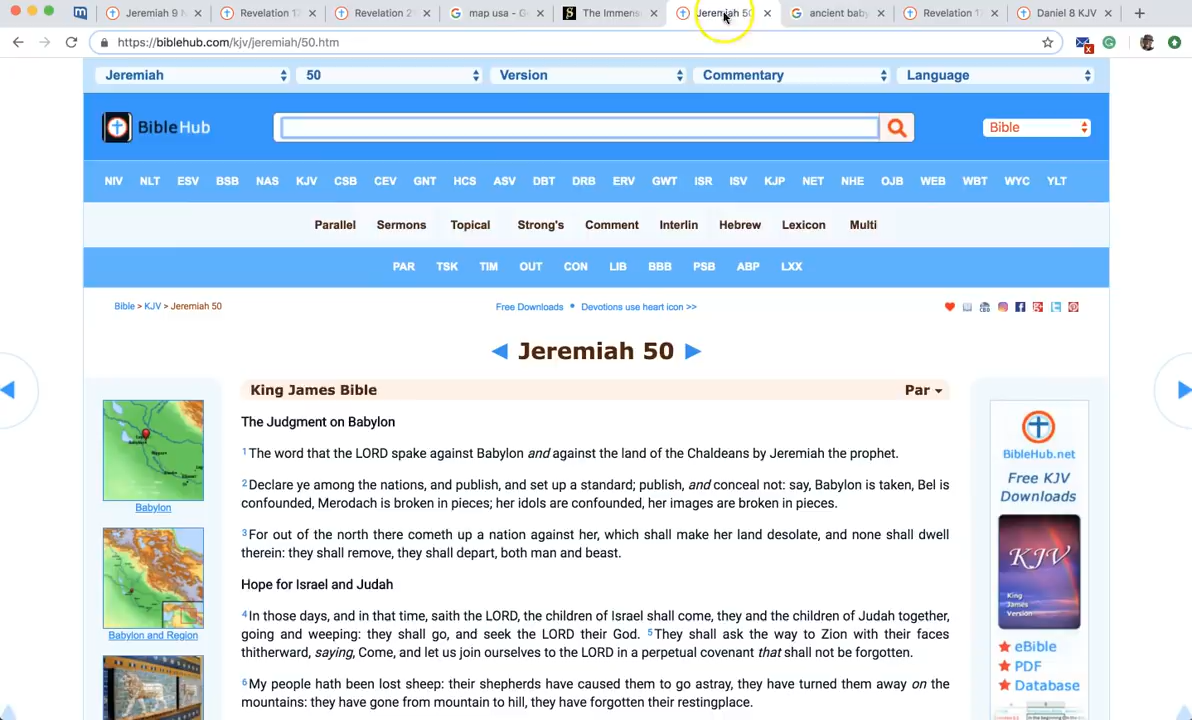 Jeremiah 9 N
Revelation 17
Revelation 2
map usa - G
The Immens
Jeremiah 50
ancient baby
Revelation 1
Daniel 8 KJV
https://biblehub.com/kjv/jeremiah/50.htm
Jeremiah 50 Version Commentary Language
BibleHub Bible
NIV NLT ESV BSB NAS KJV CSB CEV GNT HCS ASV DBT DRB ERV GWT ISR ISV KJP NET NHE OJB WEB WBT WYC YLT
Parallel Sermons Topical Strong's Comment Interlin Hebrew Lexicon Multi
PAR TSK TIM OUT CON LIB BBB PSB ABP LXX
Bible > KJV > Jeremiah 50
Free Downloads • Devotions use heart icon >>
Jeremiah 50
King James Bible Par
The Judgment on Babylon
1The word that the LORD spake against Babylon and against the land of the Chaldeans by Jeremiah the prophet.
2Declare ye among the nations, and publish, and set up a standard; publish, and conceal not: say, Babylon is taken, Bel is
confounded, Merodach is broken in pieces; her idols are confounded, her images are broken in pieces.
3For out of the north there cometh up a nation against her, which shall make her land desolate, and none shall dwell
therein: they shall remove, they shall depart, both man and beast.
Hope for Israel and Judah
4In those days, and in that time, saith the LORD, the children of Israel shall come, they and the children of Judah together,
going and weeping: they shall go, and seek the LORD their God. 5They shall ask the way to Zion with their faces
thitherward, saying, Come, and let us join ourselves to the LORD in a perpetual covenant that shall not be forgotten.
6My people hath been lost sheep: their shepherds have caused them to go astray, they have turned them away on the
mountains: they have gone from mountain to hill, they have forgotten their restingplace.
Babylon
Babylon and Region
BibleHub.net
Free KJV
Downloads
KJV
King
James
Version
eBible
PDF
Database